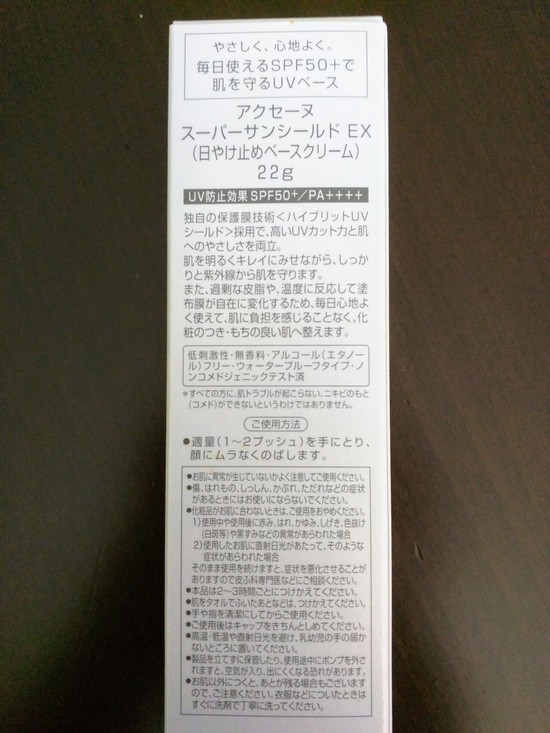 やさしく、心地よく。
毎日使えるSPF50+で
肌を守るUVベース
アクセーヌ
スーパーサンシールド EX
(日やけ止めベースクリーム)
22g
UV防止効果 SPF50+/PA++++
独自の保護膜技術<ハイブリットUV
シールド>採用で、高いUVカット力と肌
へのやさしさを両立。
肌を明るくキレイにみせながら、しっか
りと紫外線から肌を守ります。
また、過剰な皮脂や、温度に反応して塗
布膜が自在に変化するため、毎日心地よ
く使えて、肌に負担を感じることなく、化
粧のつき・もちの良い肌へ整えます。
低刺激性・無香料・アルコール(エタノー
ル)フリー・ウォータープルーフタイプ・ノ
ンコメドジェニックテスト済
*すべての方に、肌トラブルが起こらない、ニキビのもと
(コメド)ができないというわけではありません。
ご使用方法
●適量(1~2プッシュ)を手にとり、
顔にムラなくのばします。
●お肌に異常が生じていないかよく注意してご使用ください。
●傷、はれもの、しっしん、かぶれ、ただれなどの症状
があるときにはお使いにならないでください。
●化粧品がお肌に合わないときは、ご使用をおやめください。
1)使用中や使用後に赤み、はれ、かゆみ、しげき、色抜け
(白斑等)や黒ずみなどの異常があらわれた場合
2)使用したお肌に直射日光があたって、そのような
症状があらわれた場合
そのまま使用を続けますと、症状を悪化させることが
ありますので皮ふ科専門医などにご相談ください。
●本品は2~3時間ごとにつけかえてください。
●肌をタオルでふいたあとなどは、つけかえてください。
●手や指を清潔にしてからご使用ください。
●ご使用後はキャップをきちんとしめてください。
●高温・低温や直射日光を避け、乳幼児の手の届か
ないところに置いてください。
●製品を立てずに保管したり、使用途中にポンプを外さ
れますと、空気が入り、出にくくなる恐れがあります。
●お肌以外につくと、あとが残る場合もございます
ので、ご注意ください。衣服などについたときは
すぐに洗剤で丁寧に洗ってください。